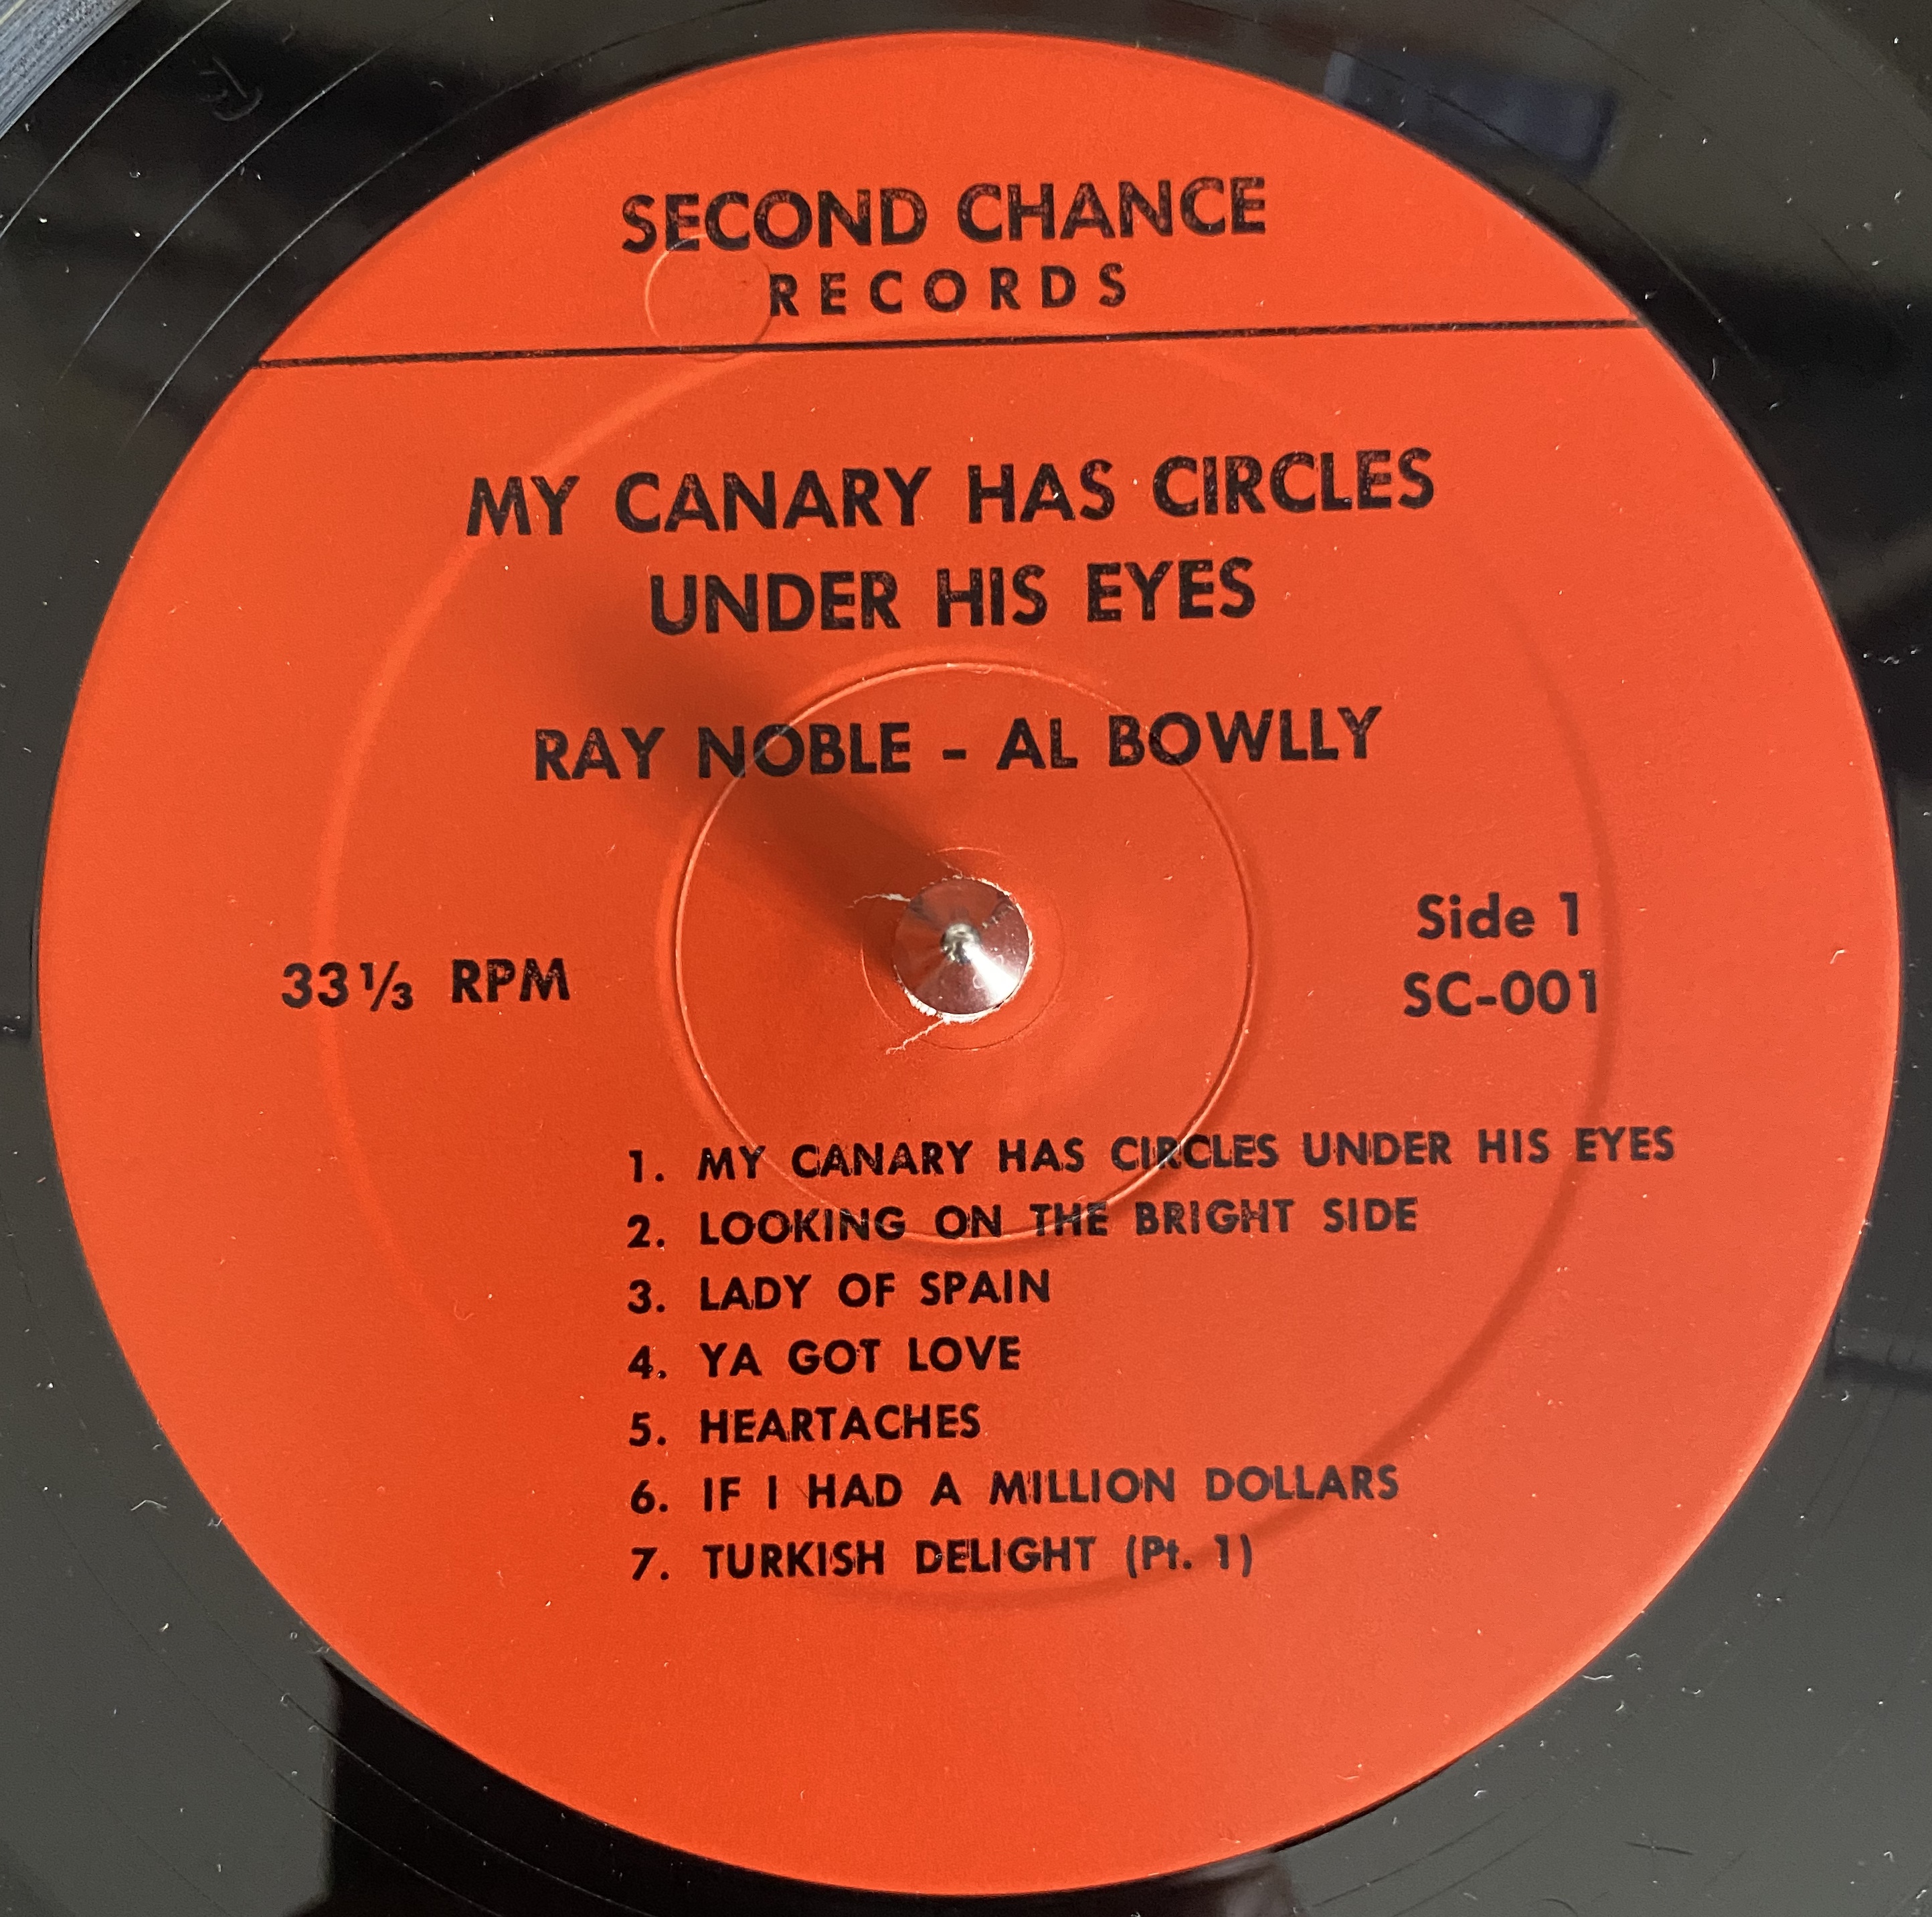 SECOND CHANCE
RECORDS
MY CANARY HAS CIRCLES
UNDER HIS EYES
RAY NOBLE - AL BOWLLY
Side 1
33 1/3 RPM
SC-001
1. MY CANARY HAS CIRCLES UNDER HIS EYES
2. LOOKING ON THE BRIGHT SIDE
3. LADY OF SPAIN
4. YA GOT LOVE
5. HEARTACHES
6. IF I HAD A MILLION DOLLARS
7. TURKISH DELIGHT (Pt. 1)